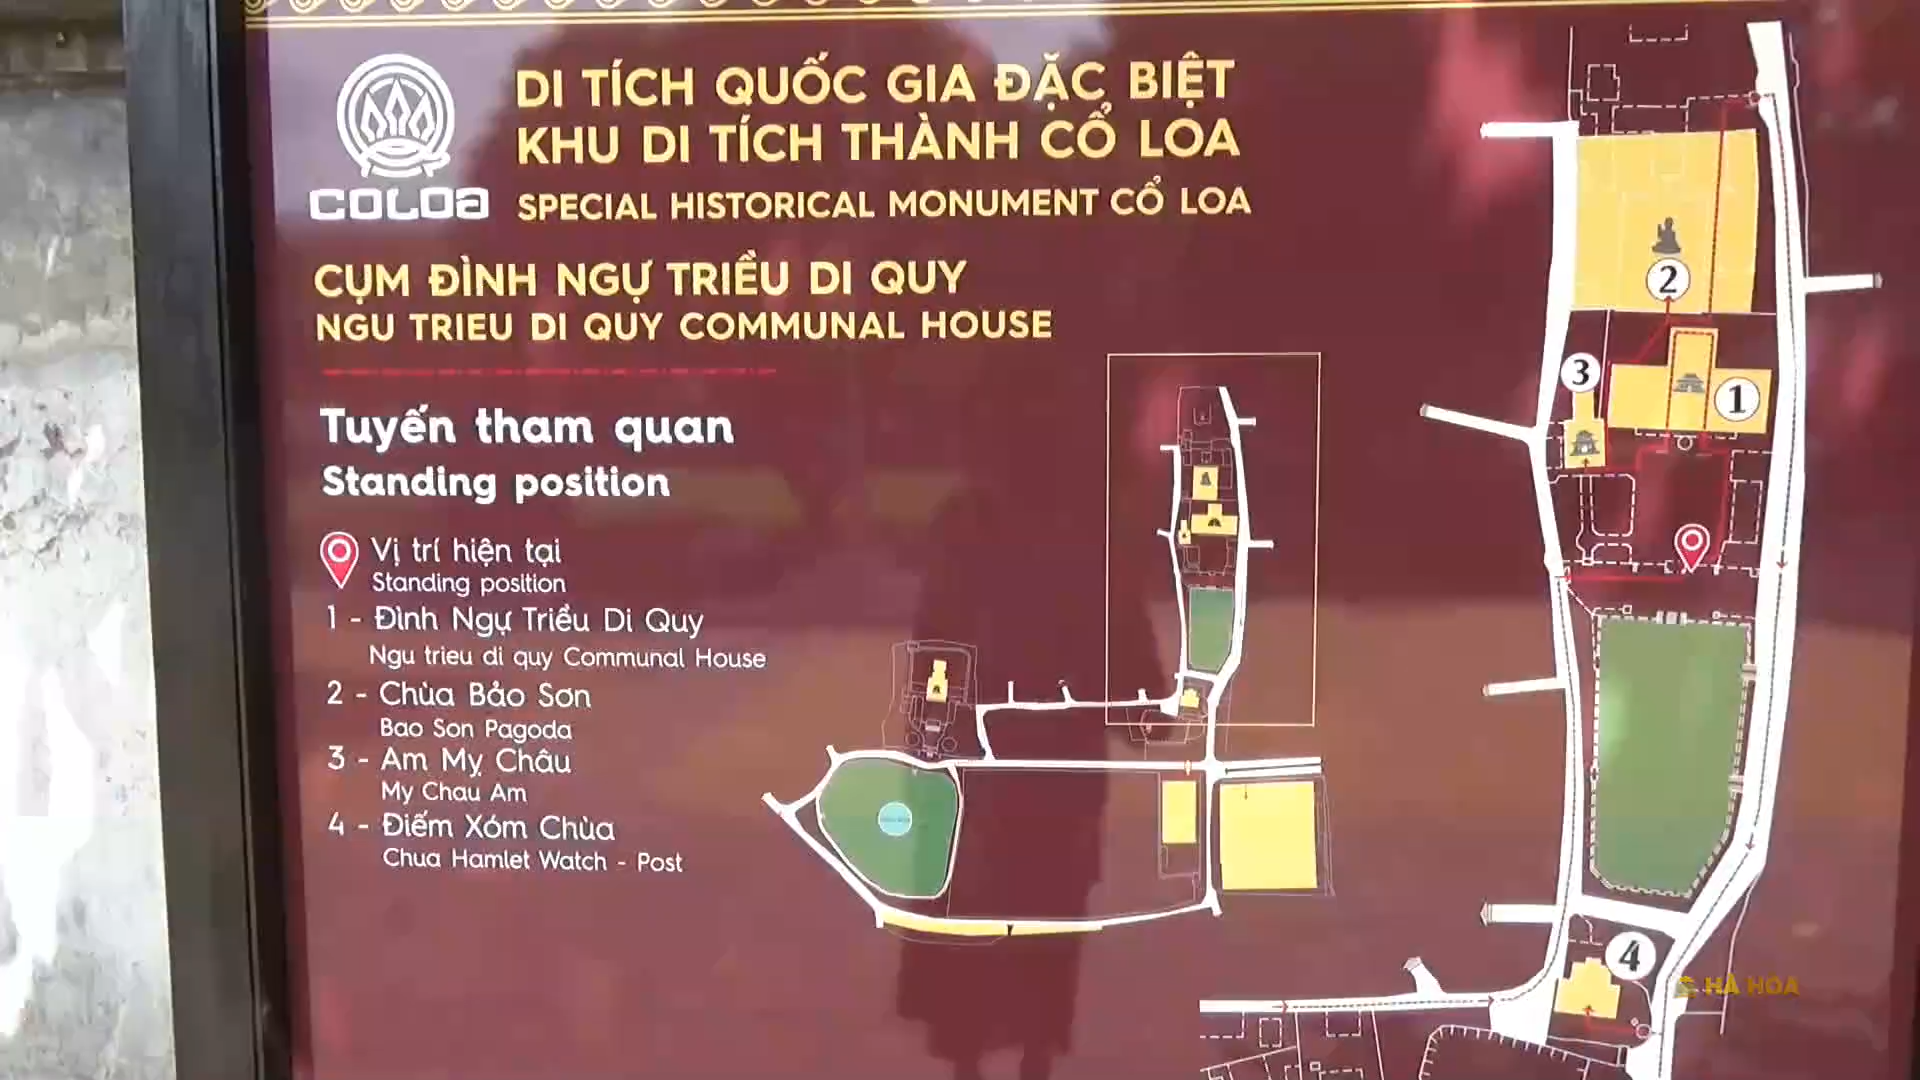 COLOa
DI TÍCH QUỐC GIA ĐẶC BIỆT
KHU DI TÍCH THÀNH CỔ LOA
SPECIAL HISTORICAL MONUMENT CỔ LOA
CỤM ĐÌNH NGỰ TRIỀU DI QUY
NGU TRIEU DI QUY COMMUNAL HOUSE
Tuyến tham quan
Standing position
Vị trí hiện tại
Standing position
1 - Đình Ngự Triều Di Quy
Ngu trieu di quy Communal House
2 - Chùa Bảo Sơn
Bao Son Pagoda
3 - Am Mỵ Châu
My Chau Am
4 - Điếm Xóm Chùa
Chua Hamlet Watch - Post
2
3
1
4
HÀ HOA